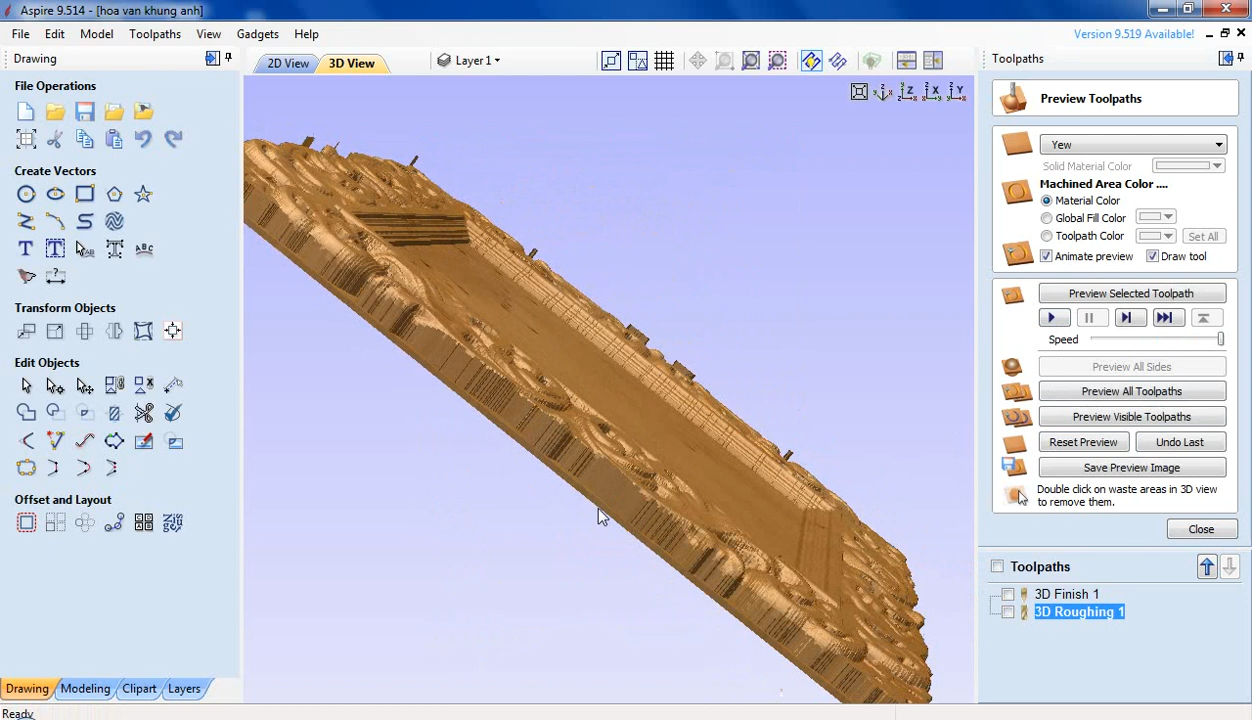 Aspire 9.514 - [hoa van khung anh]
File Edit Model Toolpaths View Gadgets Help
Version 9.519 Available!
Drawing
File Operations
Create Vectors
Transform Objects
Edit Objects
Offset and Layout
Drawing Modeling Clipart Layers
Ready
2D View 3D View
Layer 1
Toolpaths
Preview Toolpaths
Yew
Solid Material Color
Machined Area Color ....
Material Color
Global Fill Color
Toolpath Color Set All
Animate preview Draw tool
Preview Selected Toolpath
Speed
Preview All Sides
Preview All Toolpaths
Preview Visible Toolpaths
Reset Preview Undo Last
Save Preview Image
Double click on waste areas in 3D view
to remove them.
Close
Toolpaths
3D Finish 1
3D Roughing 1